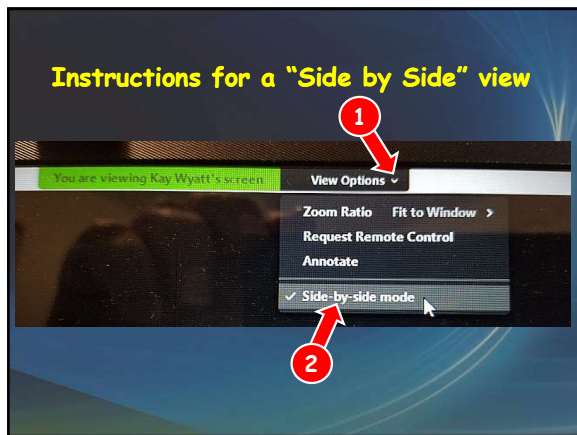 Instructions for a “Side by Side” view
1
You are viewing Kay Wyatt's screen View Options
Zoom Ratio Fit to Window >
Request Remote Control
Annotate
✓ Side-by-side mode
2